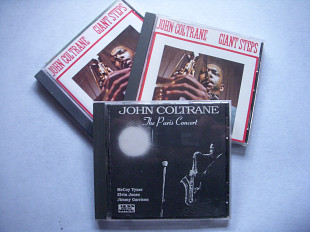 JOHN COLTRANE GIANT STEPS
JOHN COLTRANE GIANT STEPS
JOHN COLTRANE
The Paris Concert
McCoy Tyner
Elvin Jones
Jimmy Garrison